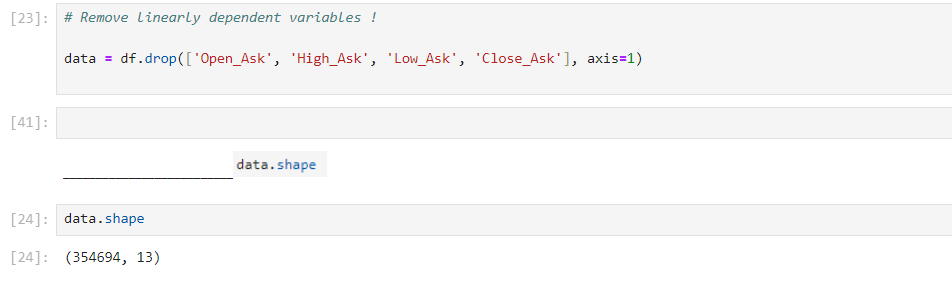 [23]: # Remove linearly dependent variables !
data = df.drop(['Open_Ask', 'High_Ask', 'Low_Ask', 'Close_Ask'], axis=1)
[41]:
________________________data.shape
[24]: data.shape
[24]: (354694, 13)